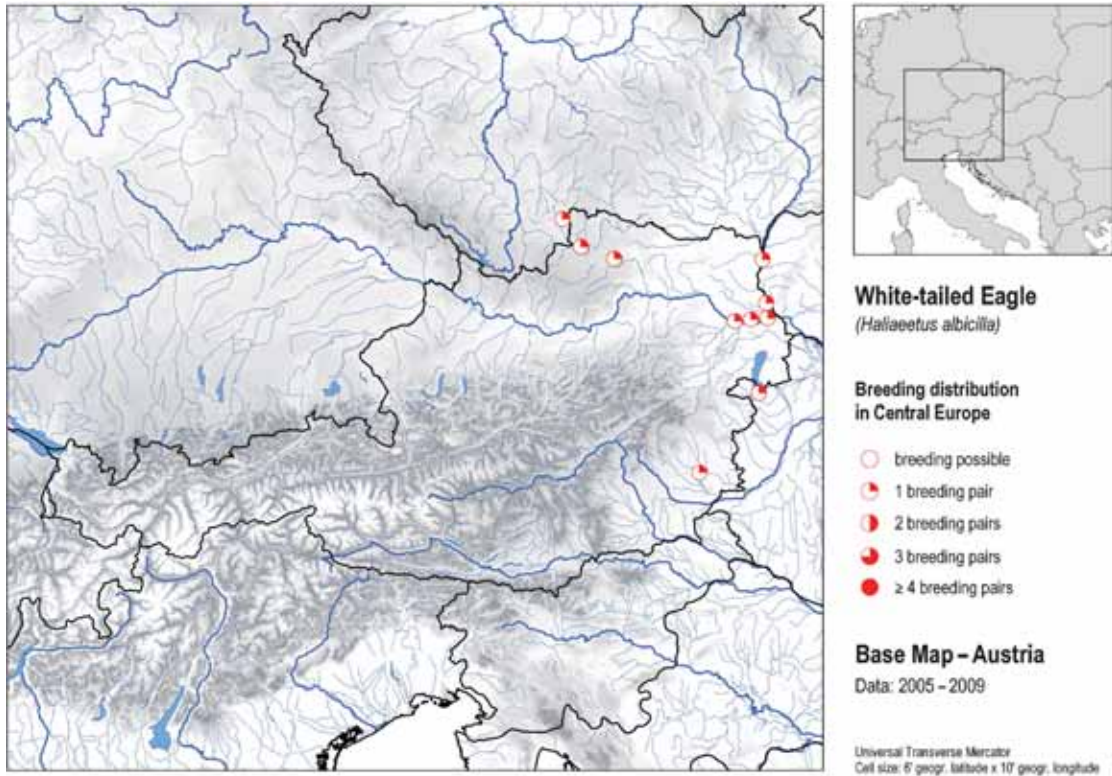 White-tailed Eagle
(Haliaeetus albicilla)
Breeding distribution
in Central Europe
breeding possible
1 breeding pair
2 breeding pairs
3 breeding pairs
≥ 4 breeding pairs
Base Map – Austria
Data: 2005 – 2009
Universal Transverse Mercator
Cell size: 6' geogr. latitude x 10' geogr. longitude